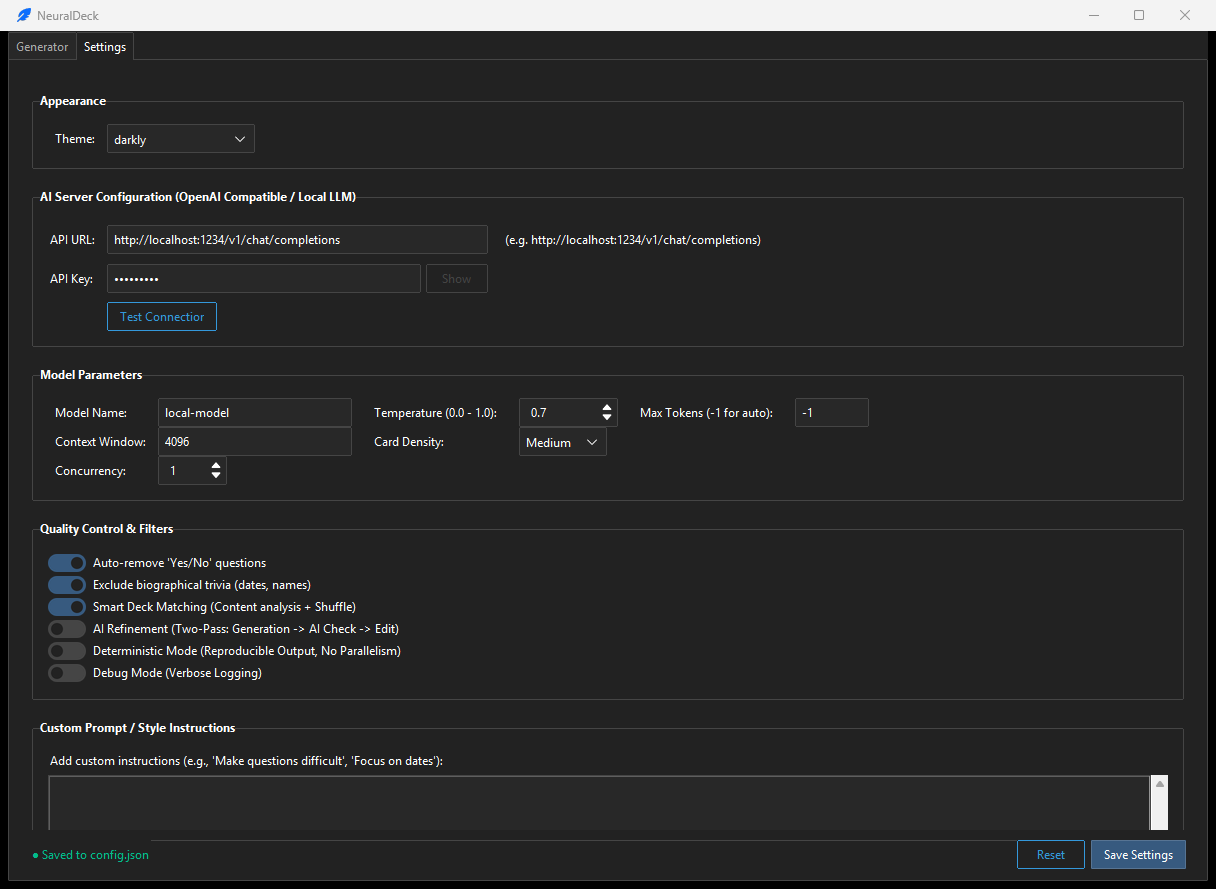 NeuralDeck
Generator Settings
Appearance
Theme: darkly
AI Server Configuration (OpenAI Compatible / Local LLM)
API URL: http://localhost:1234/v1/chat/completions (e.g. http://localhost:1234/v1/chat/completions)
API Key: ••••••••• Show
Test Connection
Model Parameters
Model Name: local-model Temperature (0.0 - 1.0): 0.7 Max Tokens (-1 for auto): -1
Context Window: 4096 Card Density: Medium
Concurrency: 1
Quality Control & Filters
Auto-remove 'Yes/No' questions
Exclude biographical trivia (dates, names)
Smart Deck Matching (Content analysis + Shuffle)
AI Refinement (Two-Pass: Generation -> AI Check -> Edit)
Deterministic Mode (Reproducible Output, No Parallelism)
Debug Mode (Verbose Logging)
Custom Prompt / Style Instructions
Add custom instructions (e.g., 'Make questions difficult', 'Focus on dates'):
● Saved to config.json Reset Save Settings